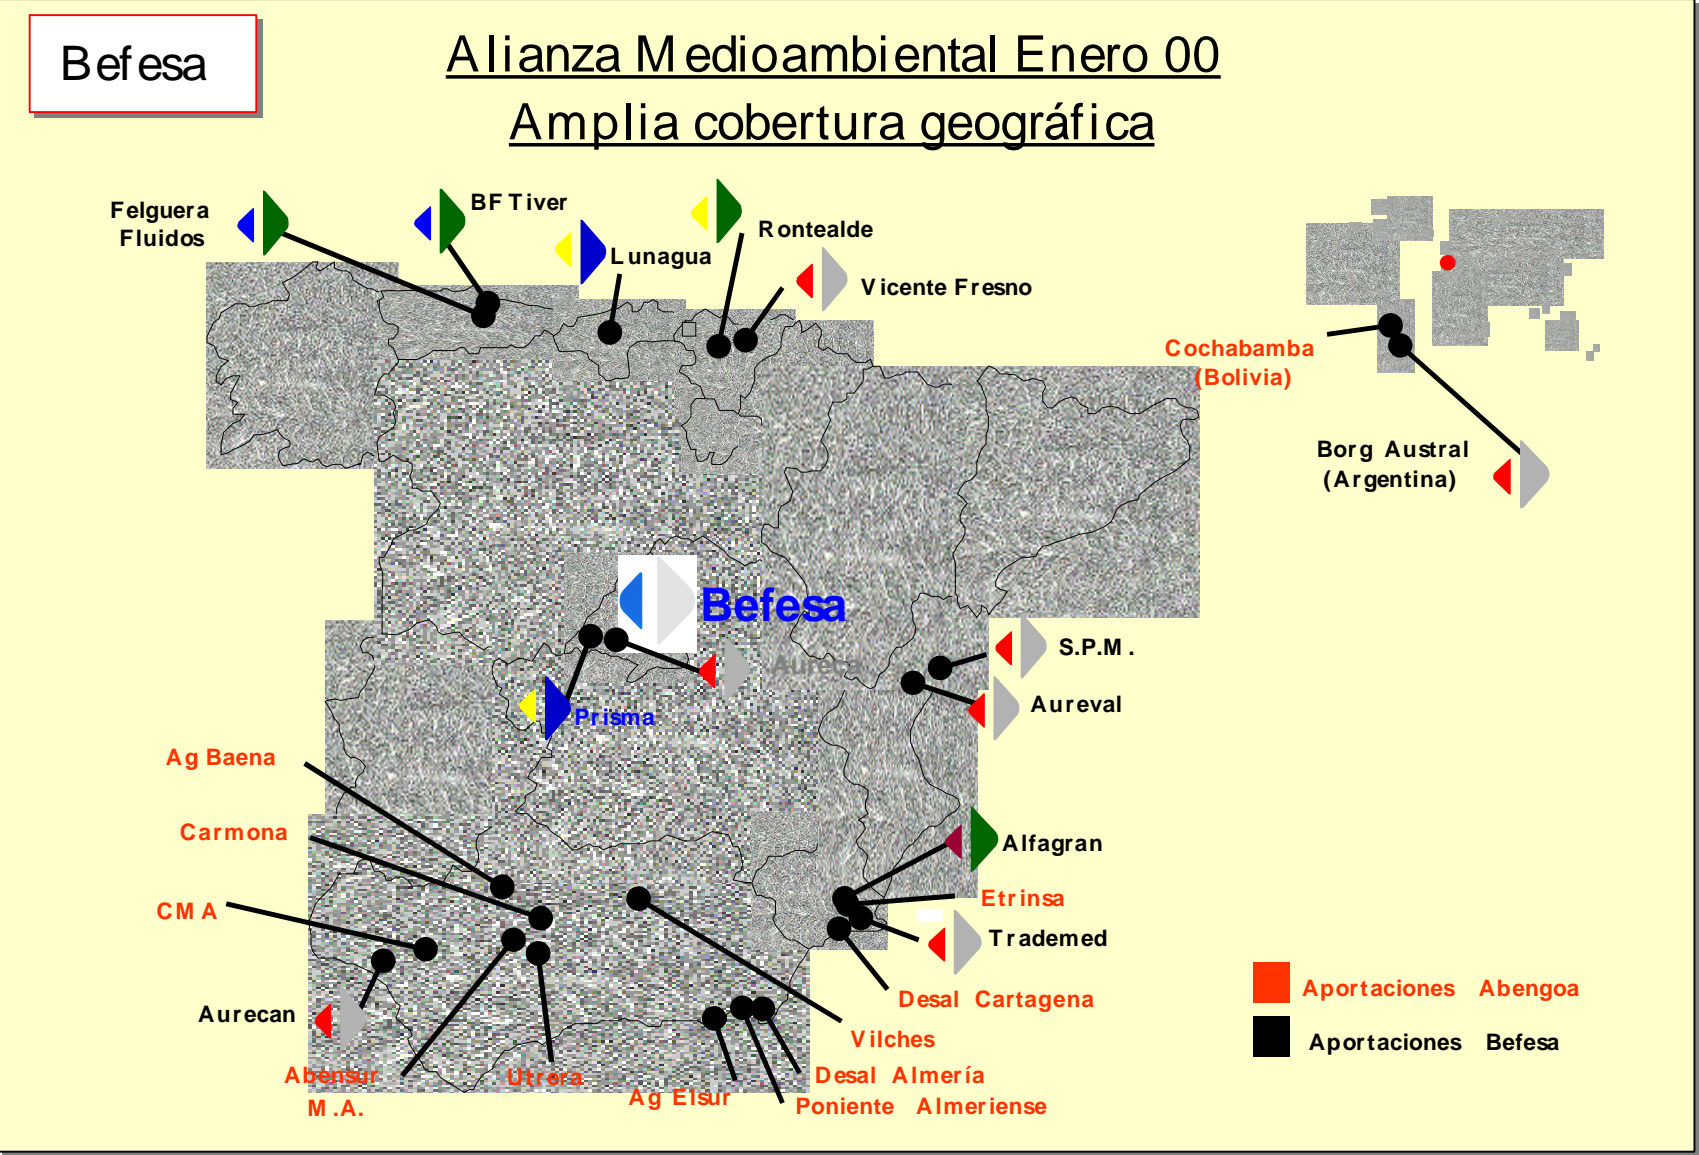 Befesa
Alianza Medioambiental Enero 00
Amplia cobertura geográfica
Felguera
Fluidos
BF Tiver
Lunagua
Rontealde
Vicente Fresno
Cochabamba
(Bolivia)
Borg Austral
(Argentina)
Befesa
Aureca
S.P.M.
Aureval
Prisma
Ag Baena
Carmona
CMA
Alfagran
Etrinsa
Trademed
Desal Cartagena
Aurecan
Vilches
Abensur
M.A.
Utrera
Ag Elsur
Desal Almería
Poniente Almeriense
Aportaciones Abengoa
Aportaciones Befesa